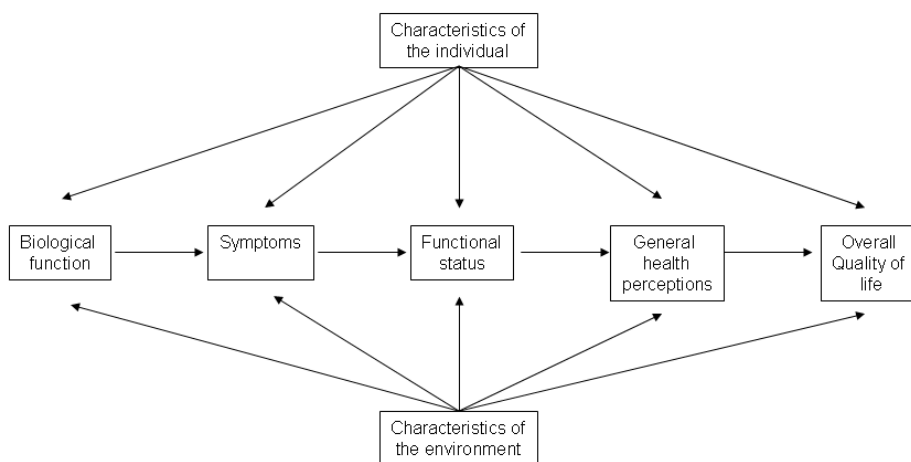 Characteristics of
the individual
Biological
function
Symptoms
Functional
status
General
health
perceptions
Overall
Quality of
life
Characteristics of
the environment